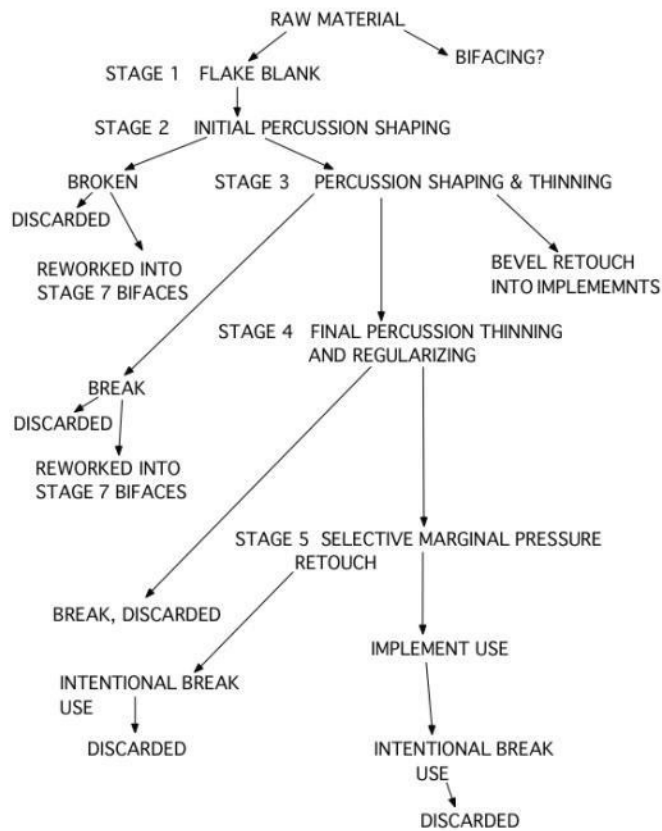 RAW MATERIAL
BIFACING?
STAGE 1 FLAKE BLANK
STAGE 2 INITIAL PERCUSSION SHAPING
BROKEN
STAGE 3 PERCUSSION SHAPING & THINNING
DISCARDED
REWORKED INTO
STAGE 7 BIFACES
BEVEL RETOUCH
INTO IMPLEMEMNTS
STAGE 4 FINAL PERCUSSION THINNING
AND REGULARIZING
BREAK
DISCARDED
REWORKED INTO
STAGE 7 BIFACES
STAGE 5 SELECTIVE MARGINAL PRESSURE
RETOUCH
BREAK, DISCARDED
IMPLEMENT USE
INTENTIONAL BREAK
USE
DISCARDED
INTENTIONAL BREAK
USE
DISCARDED